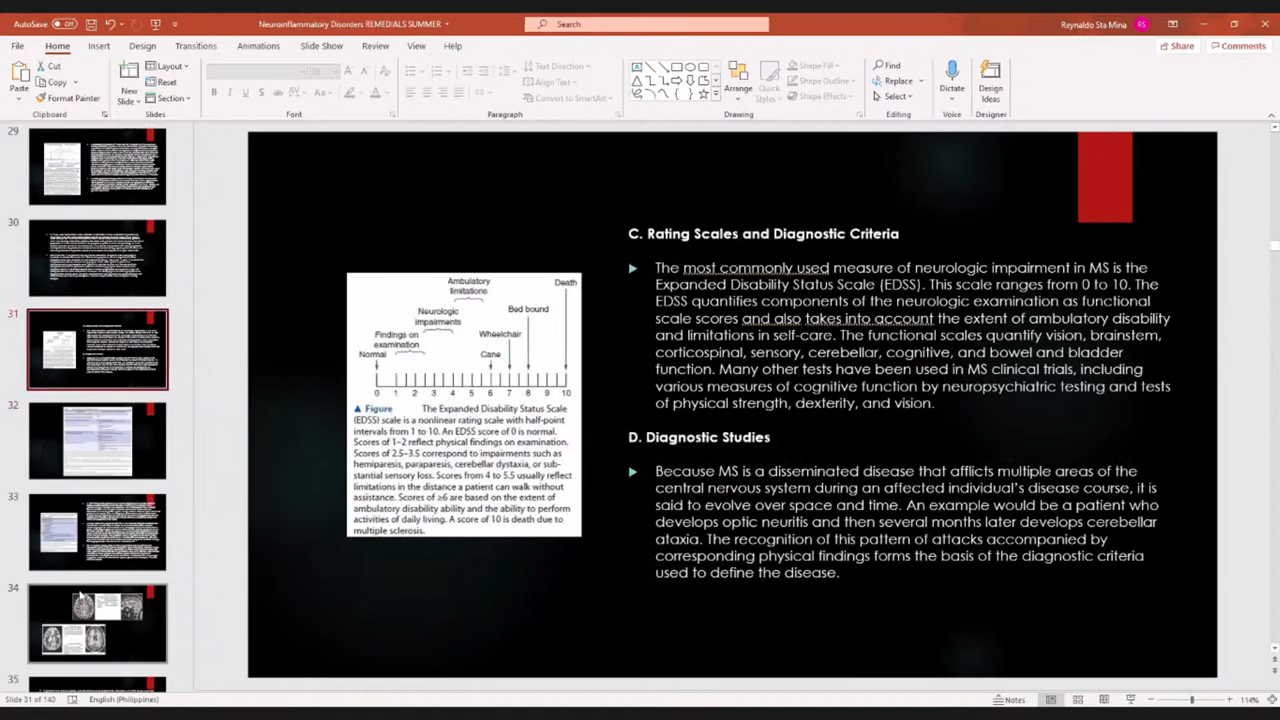 AutoSave Off
Neuroinflammatory Disorders REMEDIALS SUMMER
Search
Reynaldo Sta Mina RS
File Home Insert Design Transitions Animations Slide Show Review View Help
Share Comments
Paste
Cut
Copy
Format Painter
Clipboard
New
Slide
Layout
Reset
Section
Slides
Font
Text Direction
Align Text
Convert to SmartArt
Paragraph
Arrange
Quick
Styles
Shape Fill
Shape Outline
Shape Effects
Drawing
Find
Replace
Select
Editing
Dictate
Voice
Design
Ideas
Designer
29
30
31
32
33
34
35
Ambulatory
limitations
Death
Neurologic
impairments
Bed bound
Findings on
examination
Wheelchair
Normal
Cane
0 1 2 3 4 5 6 7 8 9 10
▲ Figure The Expanded Disability Status Scale
(EDSS) scale is a nonlinear rating scale with half-point
intervals from 1 to 10. An EDSS score of 0 is normal.
Scores of 1–2 reflect physical findings on examination.
Scores of 2.5–3.5 correspond to impairments such as
hemiparesis, paraparesis, cerebellar dystaxia, or sub-
stantial sensory loss. Scores from 4 to 5.5 usually reflect
limitations in the distance a patient can walk without
assistance. Scores of ≥6 are based on the extent of
ambulatory disability ability and the ability to perform
activities of daily living. A score of 10 is death due to
multiple sclerosis.
C. Rating Scales and Diagnostic Criteria
The most commonly used measure of neurologic impairment in MS is the
Expanded Disability Status Scale (EDSS). This scale ranges from 0 to 10. The
EDSS quantifies components of the neurologic examination as functional
scale scores and also takes into account the extent of ambulatory disability
and limitations in self-care. The functional scales quantify vision, brainstem,
corticospinal, sensory, cerebellar, cognitive, and bowel and bladder
function. Many other tests have been used in MS clinical trials, including
various measures of cognitive function by neuropsychiatric testing and tests
of physical strength, dexterity, and vision.
D. Diagnostic Studies
Because MS is a disseminated disease that afflicts multiple areas of the
central nervous system during an affected individual's disease course, it is
said to evolve over space and time. An example would be a patient who
develops optic neuritis and then several months later develops cerebellar
ataxia. The recognition of this pattern of attacks accompanied by
corresponding physical findings forms the basis of the diagnostic criteria
used to define the disease.
Slide 31 of 140 English (Philippines)
Notes
114%